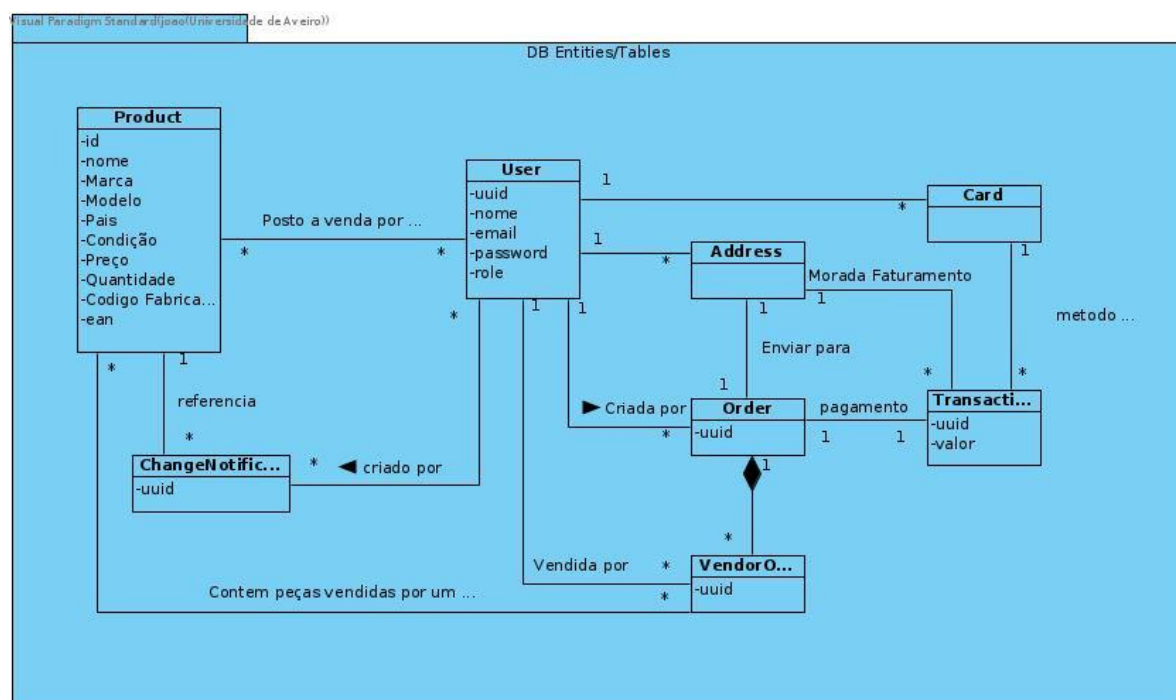 Visual Paradigm Standard(joao(Universidade de Aveiro))
DB Entities/Tables
Product
-id
-nome
-Marca
-Modelo
-Pais
-Condição
-Preço
-Quantidade
-Codigo Fabrica...
-ean
Posto a venda por ...
*
*
User
-uuid
-nome
-email
-password
-role
1
*
Card
1
*
Address
Morada Faturamento
1
*
1
metodo ...
*
1
Enviar para
1
*
1
referencia
*
*
1
1
Criada por
*
Order
-uuid
pagamento
1
1
Transacti...
-uuid
-valor
ChangeNotific...
-uuid
*
criado por
*
1
*
Vendida por
*
VendorO...
-uuid
Contem peças vendidas por um ...
*